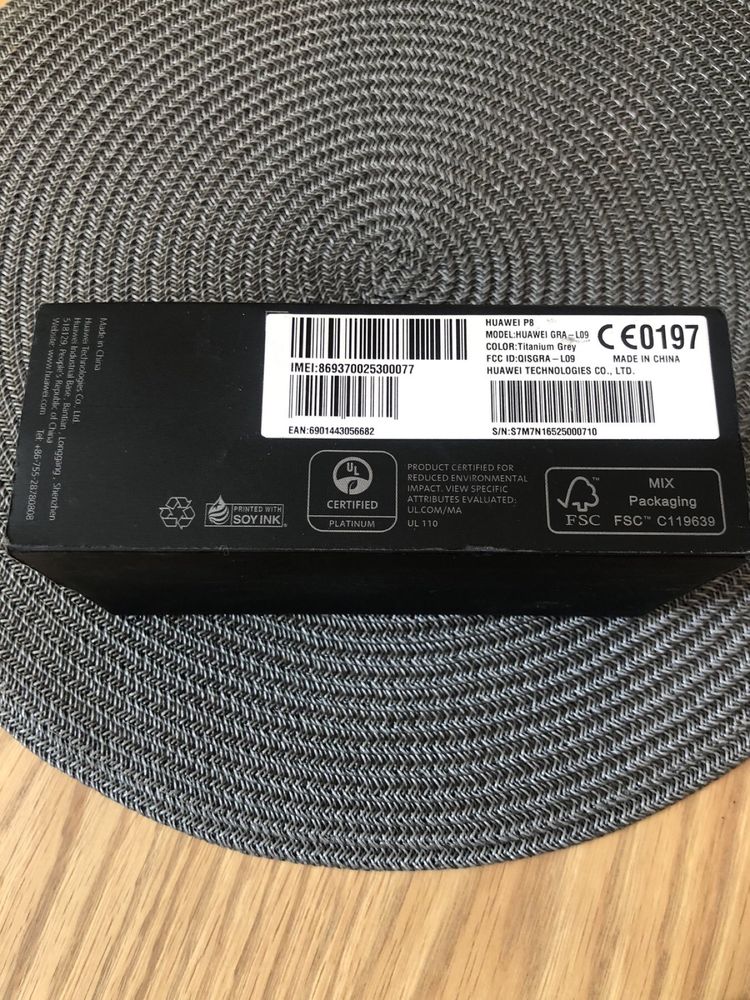 HUAWEI P8
MODEL:HUAWEI GRA-L09
COLOR:Titanium Grey
FCC ID:QISGRA-L09
CE0197
MADE IN CHINA
HUAWEI TECHNOLOGIES CO., LTD.
IMEI:869370025300077
EAN:6901443056682
S/N:S7M7N16525000710
Made in China
Huawei Technologies Co., Ltd.
Huawei Industrial Base, Bantian, Longgang, Shenzhen
518129, People's Republic of China
Website: www.huawei.com Tel: +86-755-28780808
PRINTED WITH
SOY INK
UL
CERTIFIED
PLATINUM
PRODUCT CERTIFIED FOR
REDUCED ENVIRONMENTAL
IMPACT. VIEW SPECIFIC
ATTRIBUTES EVALUATED:
UL.COM/MA
UL 110
FSC
MIX
Packaging
FSC™ C119639